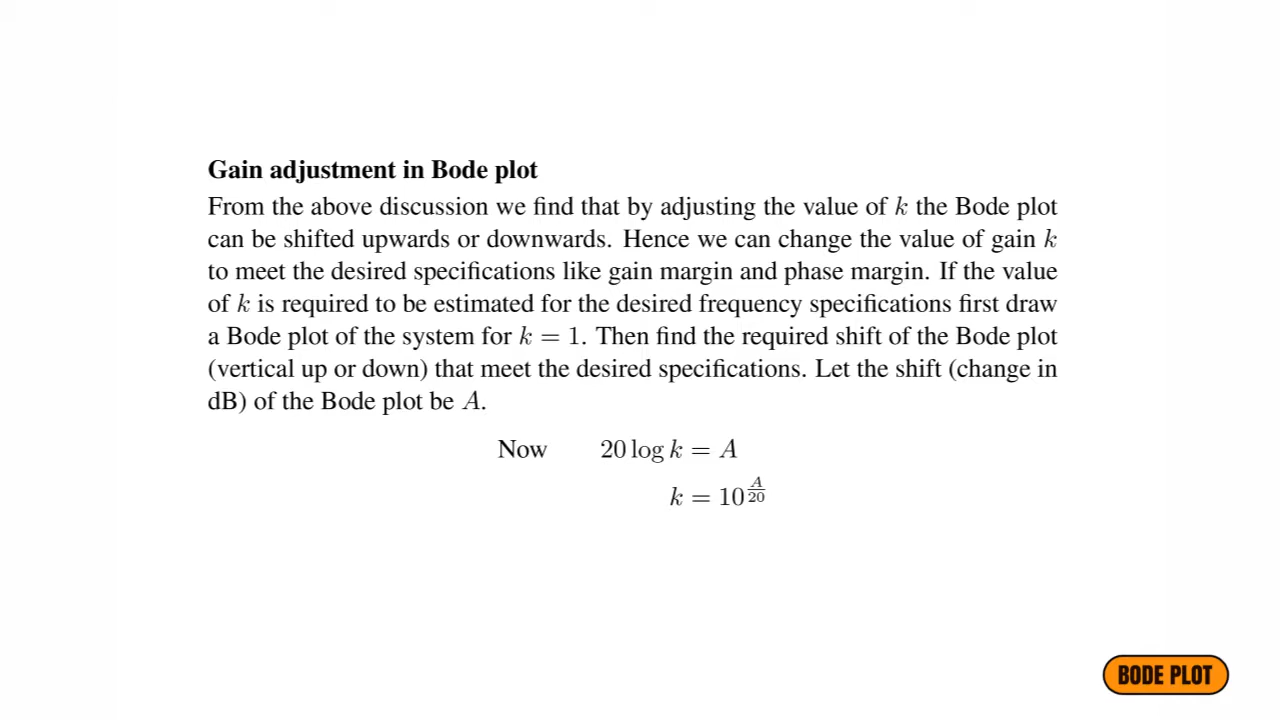 Gain adjustment in Bode plot
From the above discussion we find that by adjusting the value of k the Bode plot
can be shifted upwards or downwards. Hence we can change the value of gain k
to meet the desired specifications like gain margin and phase margin. If the value
of k is required to be estimated for the desired frequency specifications first draw
a Bode plot of the system for k = 1. Then find the required shift of the Bode plot
(vertical up or down) that meet the desired specifications. Let the shift (change in
dB) of the Bode plot be A.
Now 20 log k = A
k = 10^{\frac{A}{20}}
BODE PLOT